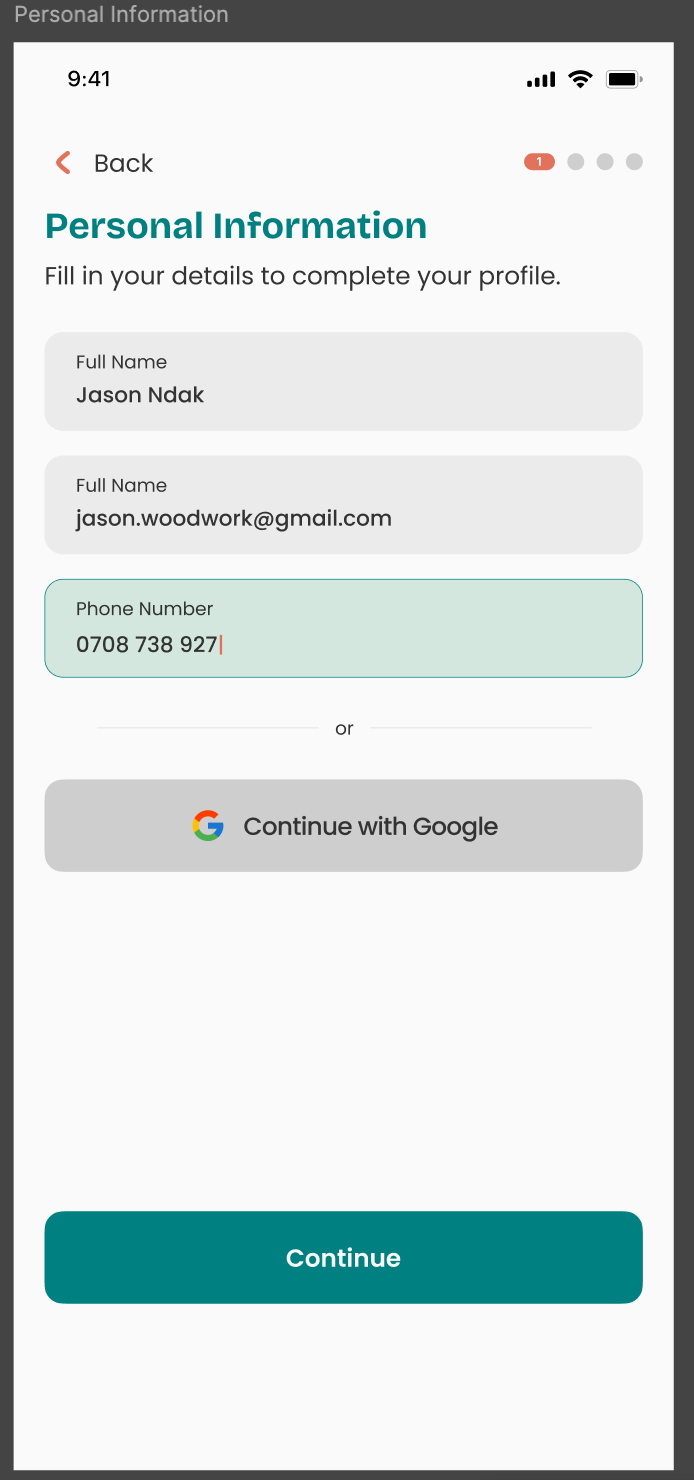 Personal Information
9:41
Back
1
Personal Information
Fill in your details to complete your profile.
Full Name
Jason Ndak
Full Name
jason.woodwork@gmail.com
Phone Number
0708 738 927
or
Continue with Google
Continue